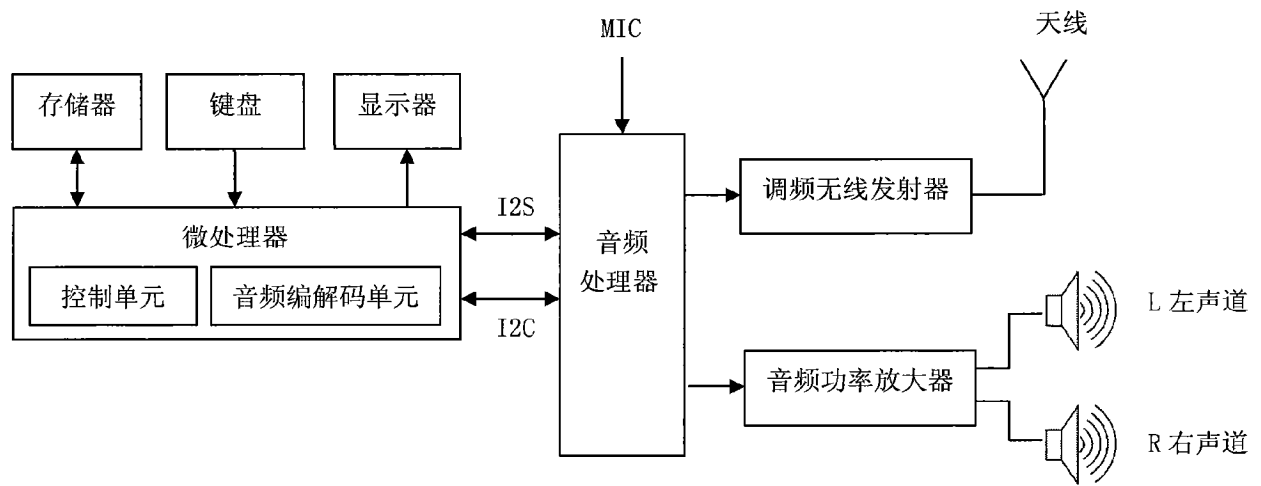 MIC
天线
存储器
键盘
显示器
微处理器
控制单元
音频编解码单元
I2S
I2C
音频
处理器
调频无线发射器
音频功率放大器
L 左声道
R 右声道